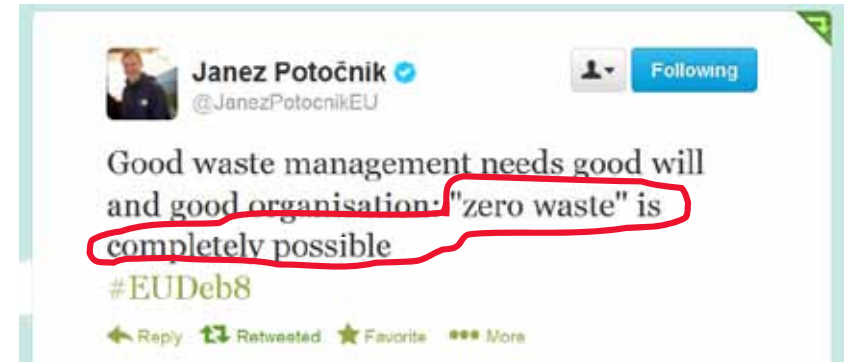 Janez Potočnik
@JanezPotocnikEU
Following
Good waste management needs good will
and good organisation: "zero waste" is
completely possible
#EUDeb8
Reply Retweeted Favorite More